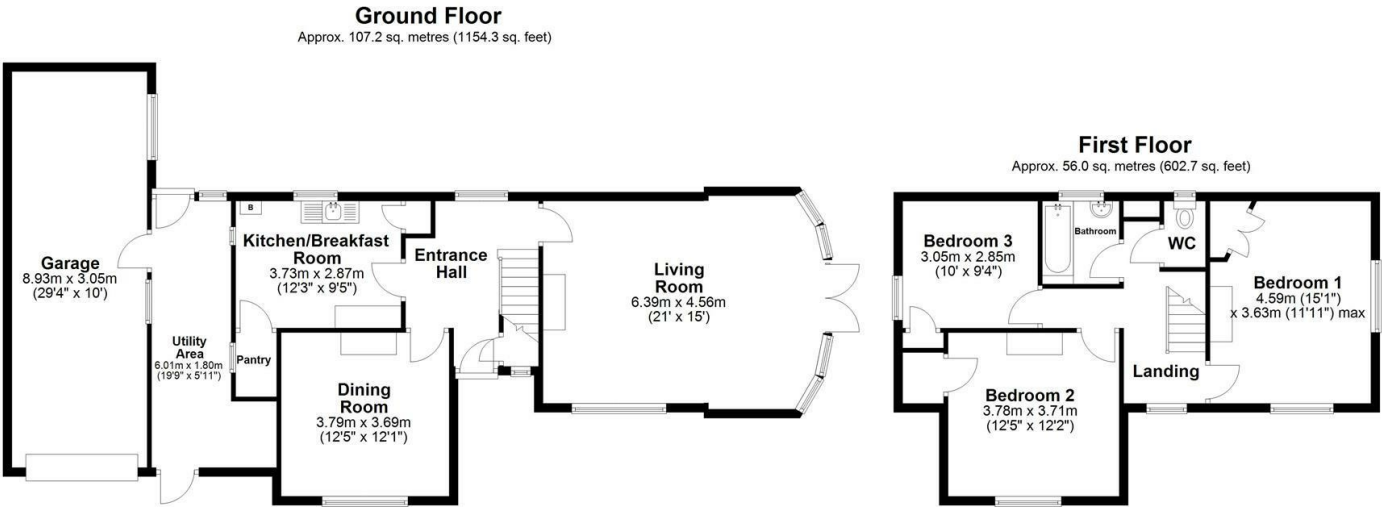 Ground Floor
Approx. 107.2 sq. metres (1154.3 sq. feet)
Garage
8.93m x 3.05m
(29'4" x 10')
Utility
Area
6.01m x 1.80m
(19'9" x 5'11")
B
Kitchen/Breakfast
Room
3.73m x 2.87m
(12'3" x 9'5")
Pantry
Dining
Room
3.79m x 3.69m
(12'5" x 12'1")
Entrance
Hall
Living
Room
6.39m x 4.56m
(21' x 15')
First Floor
Approx. 56.0 sq. metres (602.7 sq. feet)
Bedroom 3
3.05m x 2.85m
(10' x 9'4")
Bathroom
WC
Bedroom 1
4.59m (15'1")
x 3.63m (11'11") max
Landing
Bedroom 2
3.78m x 3.71m
(12'5" x 12'2")